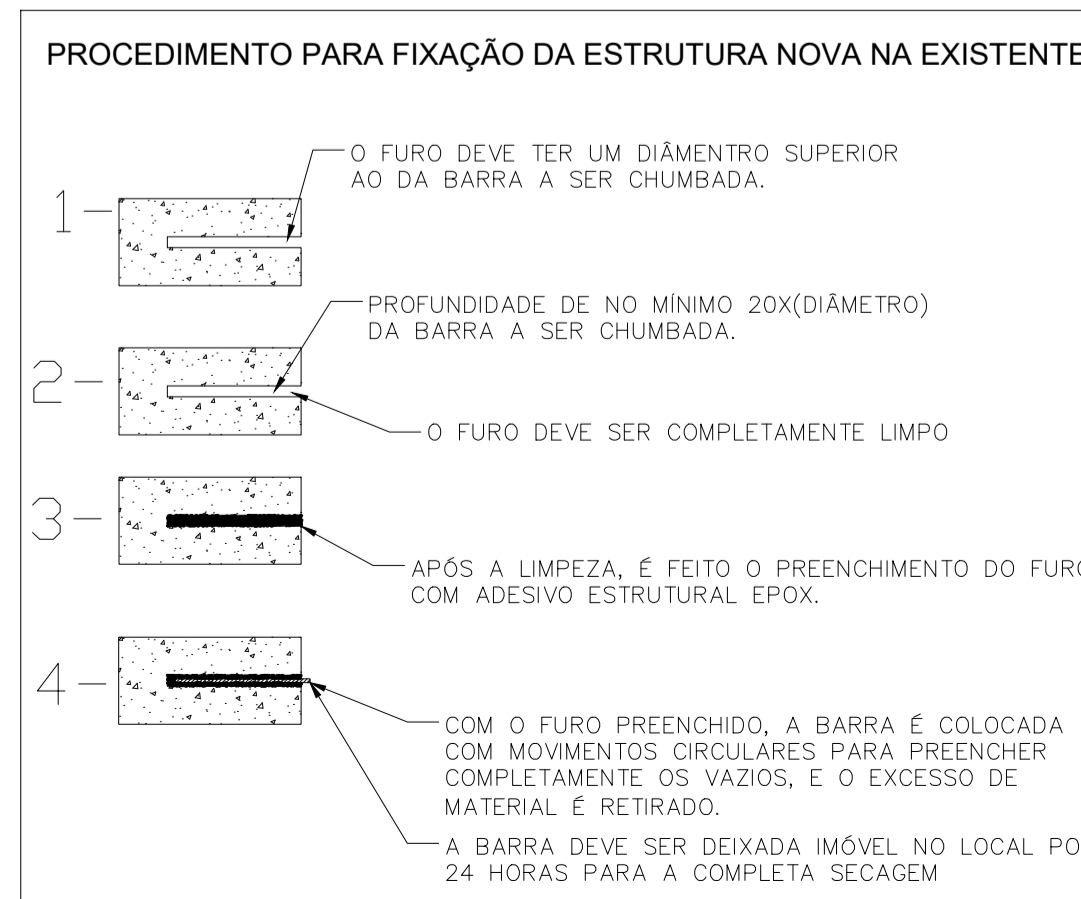 PROCEDIMENTO PARA FIXAÇÃO DA ESTRUTURA NOVA NA EXISTENTE
O FURO DEVE TER UM DIÂMENTRO SUPERIOR
AO DA BARRA A SER CHUMBADA.
1
PROFUNDIDADE DE NO MÍNIMO 20X(DIÂMETRO)
DA BARRA A SER CHUMBADA.
2
O FURO DEVE SER COMPLETAMENTE LIMPO
3
APÓS A LIMPEZA, É FEITO O PREENCHIMENTO DO FURO
COM ADESIVO ESTRUTURAL EPOX.
4
COM O FURO PREENCHIDO, A BARRA É COLOCADA
COM MOVIMENTOS CIRCULARES PARA PREENCHER
COMPLETAMENTE OS VAZIOS, E O EXCESSO DE
MATERIAL É RETIRADO.
A BARRA DEVE SER DEIXADA IMÓVEL NO LOCAL PO
24 HORAS PARA A COMPLETA SECAGEM